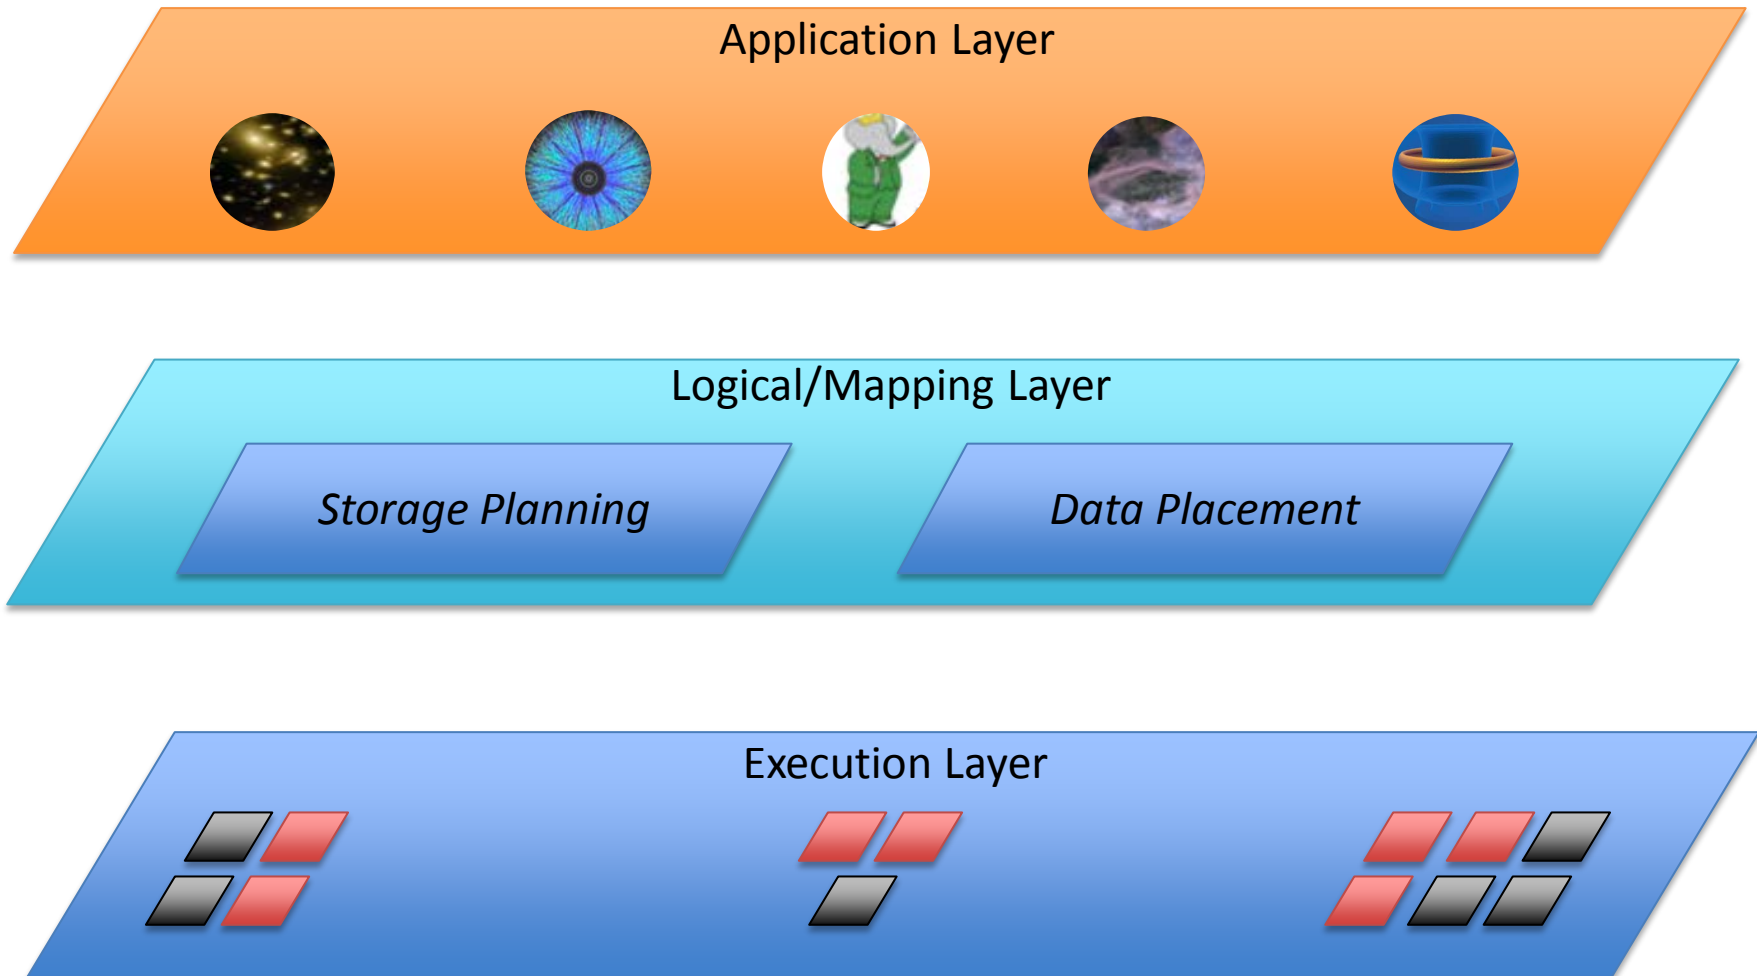 Application Layer
Logical/Mapping Layer
Storage Planning
Data Placement
Execution Layer